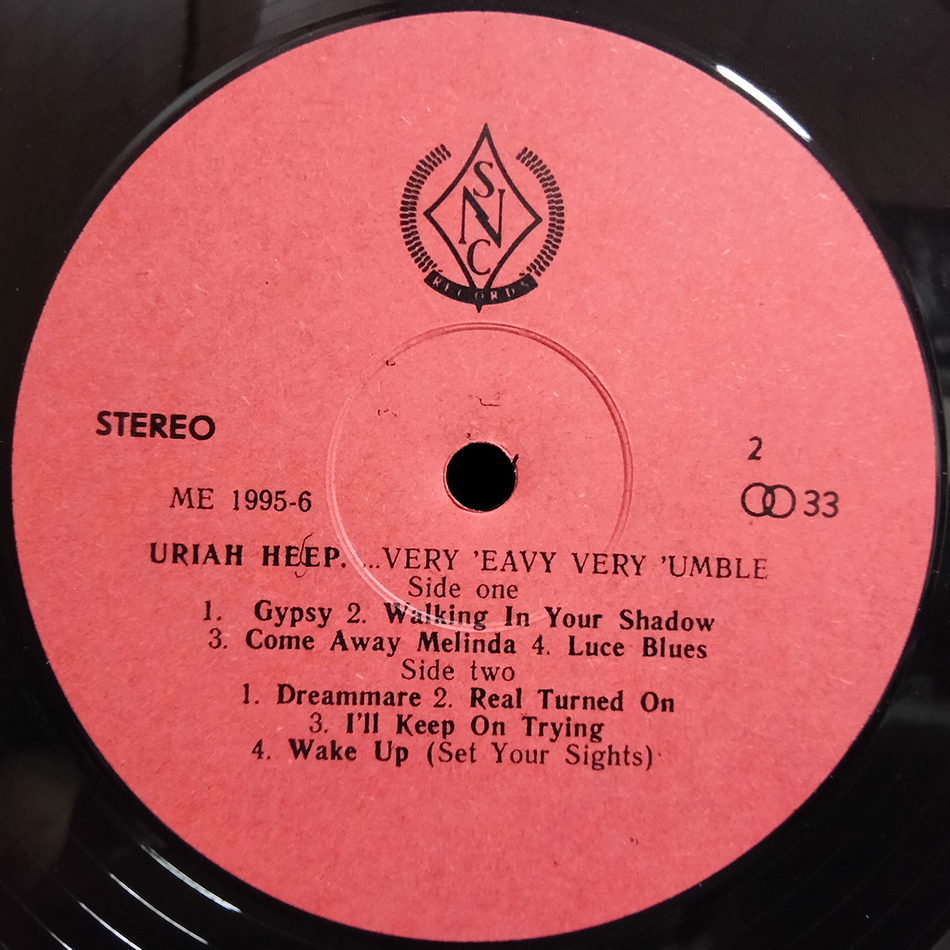 S
N
C
RECORDS
STEREO
2
33
ME 1995-6
URIAH HEEP. ...VERY 'EAVY VERY 'UMBLE
Side one
1. Gypsy 2. Walking In Your Shadow
3. Come Away Melinda 4. Luce Blues
Side two
1. Dreammare 2. Real Turned On
3. I'll Keep On Trying
4. Wake Up (Set Your Sights)